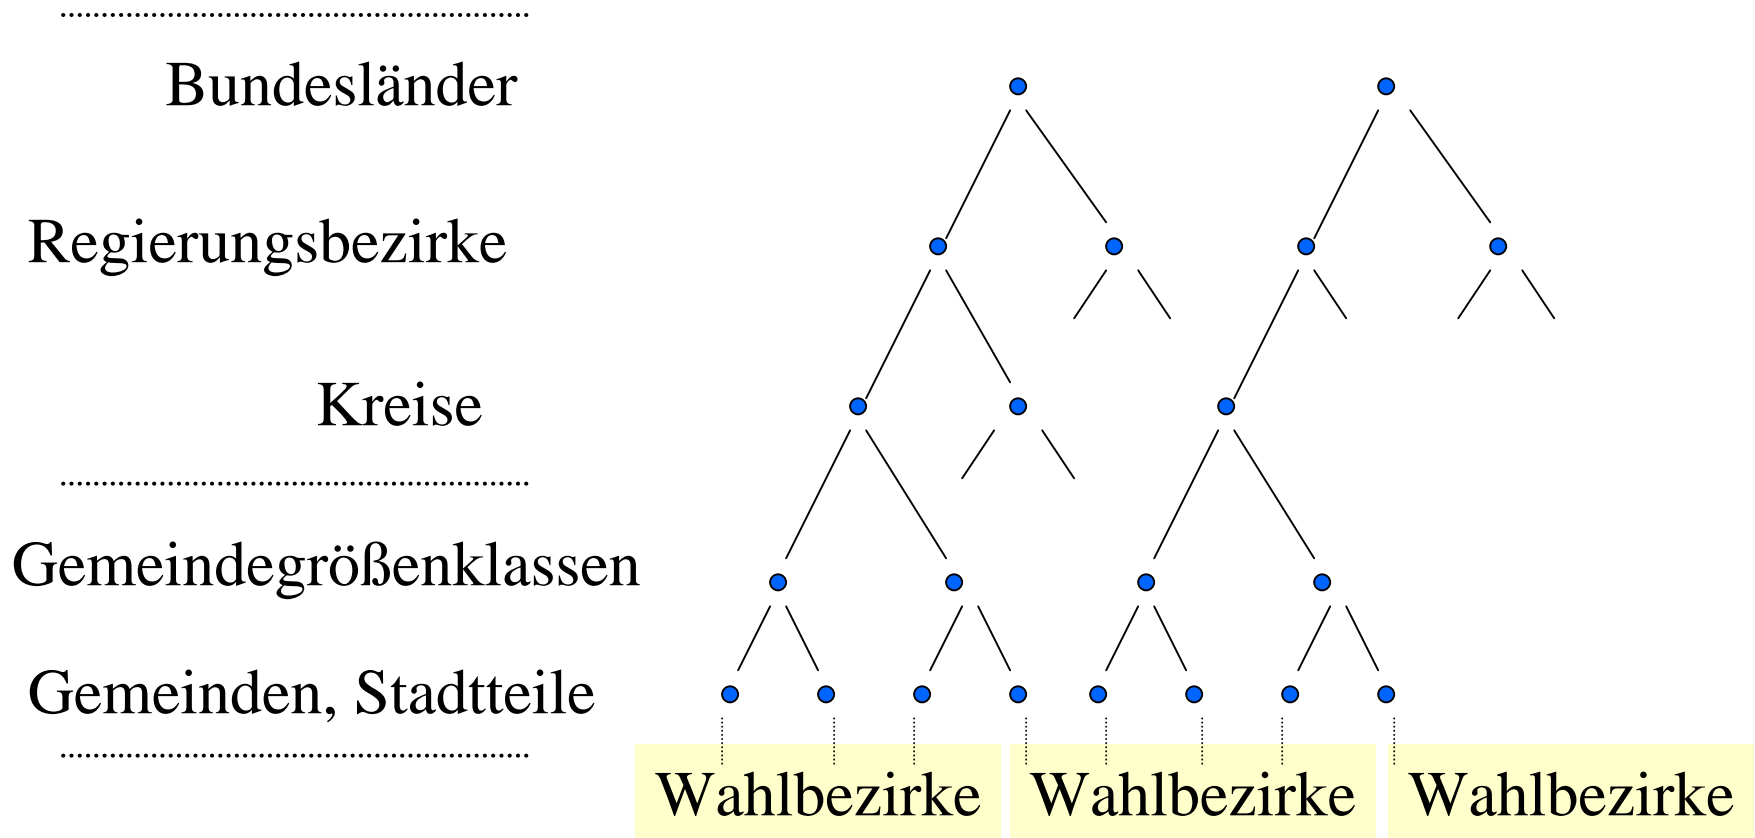 Bundesländer
Regierungsbezirke
Kreise
Gemeindegrößenklassen
Gemeinden, Stadtteile
Wahlbezirke Wahlbezirke Wahlbezirke